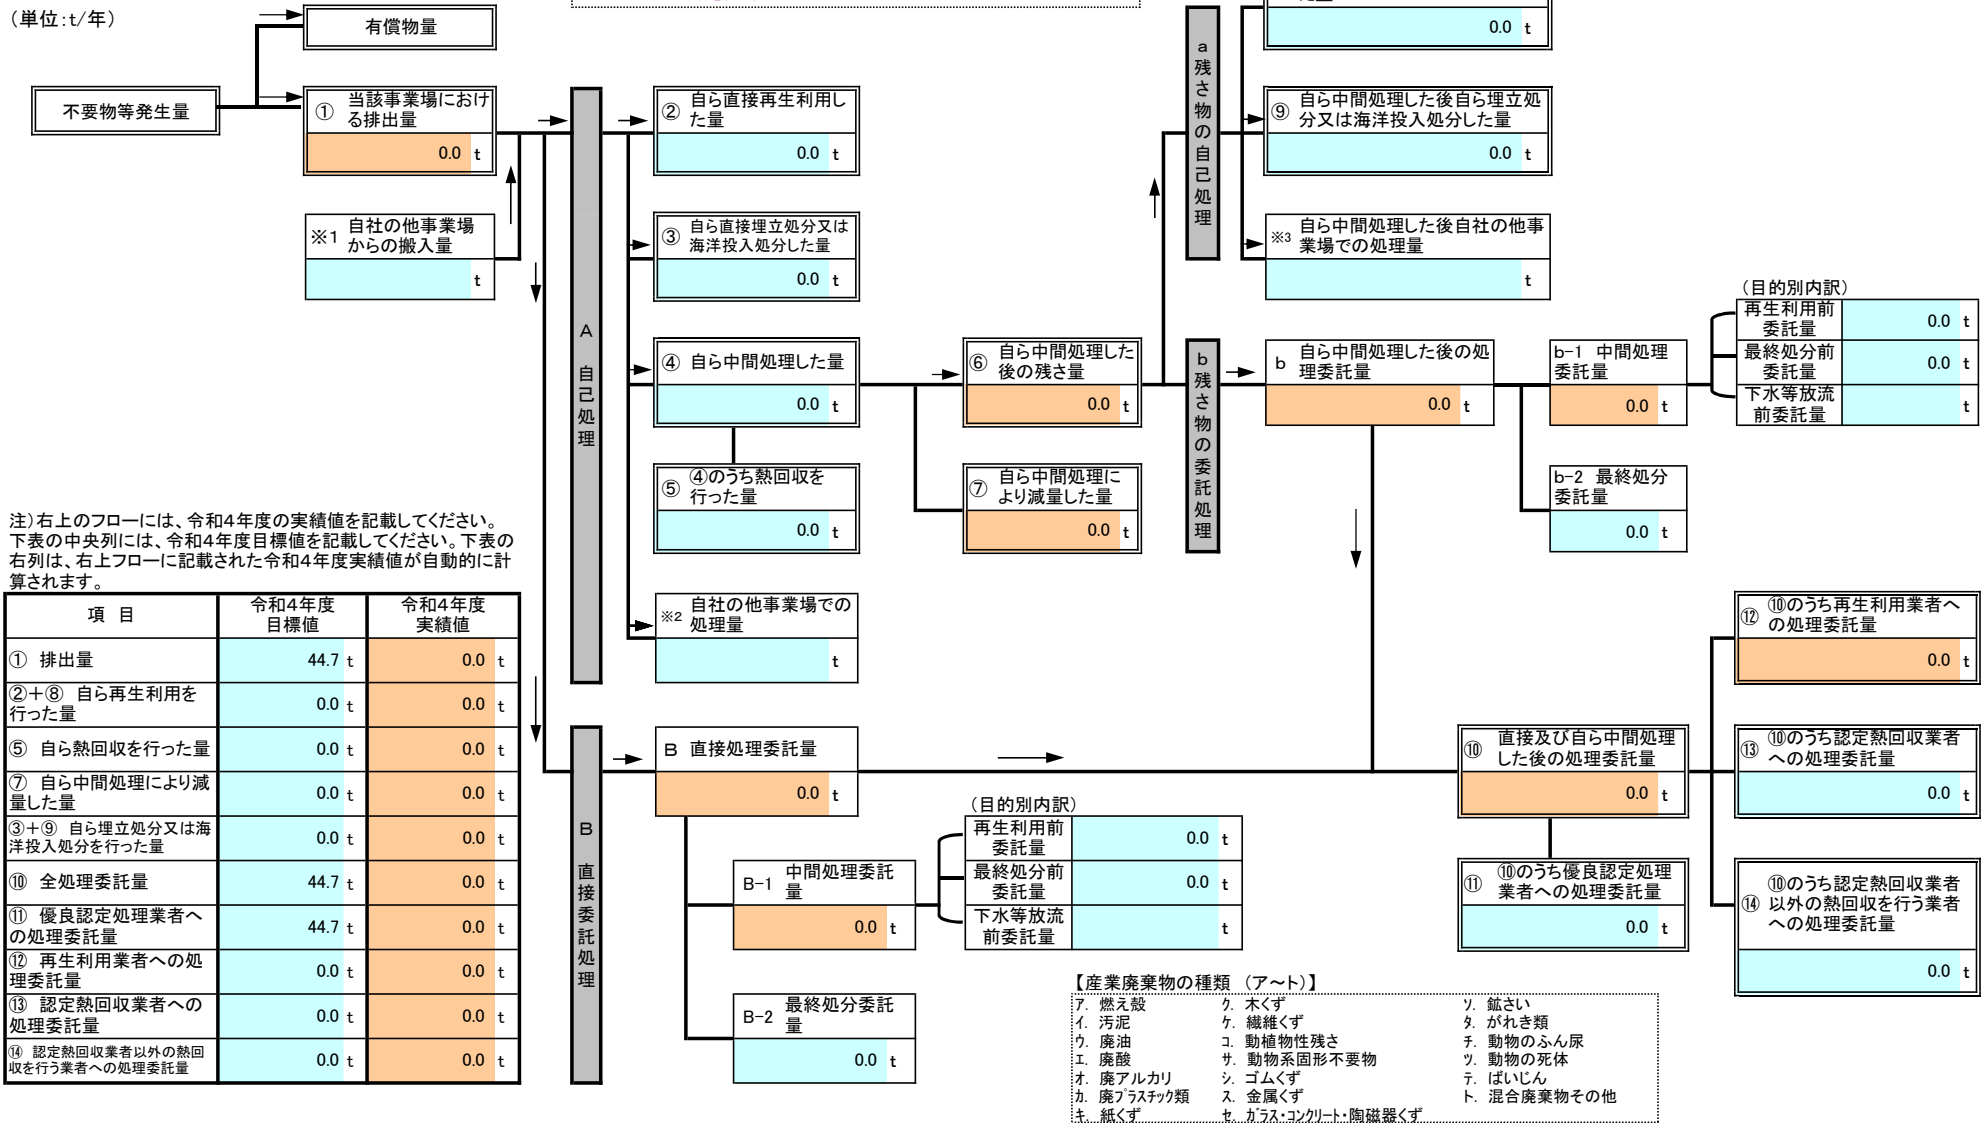 (単位:t/年)
有償物量
不要物等発生量
① 当該事業場におけ
る排出量
0.0 t
※1 自社の他事業場
からの搬入量
t
A 自己処理
② 自ら直接再生利用し
た量
0.0 t
③ 自ら直接埋立処分又は
海洋投入処分した量
0.0 t
④ 自ら中間処理した量
0.0 t
⑤ ④のうち熱回収を
行った量
0.0 t
※2 自社の他事業場での
処理量
t
⑥ 自ら中間処理した
後の残さ量
0.0 t
⑦ 自ら中間処理に
より減量した量
0.0 t
a 残さ物の自己処理
0.0 t
⑨ 自ら中間処理した後自ら埋立処
分又は海洋投入処分した量
0.0 t
※3 自ら中間処理した後自社の他事
業場での処理量
t
b 残さ物の委託処理
b 自ら中間処理した後の処
理委託量
0.0 t
b-1 中間処理
委託量
0.0 t
b-2 最終処分
委託量
0.0 t
(目的別内訳)
再生利用前
委託量
0.0 t
最終処分前
委託量
0.0 t
下水等放流
前委託量
t
注)右上のフローには、令和4年度の実績値を記載してください。
下表の中央列には、令和4年度目標値を記載してください。下表の
右列は、右上フローに記載された令和4年度実績値が自動的に計
算されます。
項 目 令和4年度 令和4年度
目標値 実績値
① 排出量 44.7 t 0.0 t
②+⑧ 自ら再生利用を
行った量 0.0 t 0.0 t
⑤ 自ら熱回収を行った量 0.0 t 0.0 t
⑦ 自ら中間処理により減
量した量 0.0 t 0.0 t
③+⑨ 自ら埋立処分又は海
洋投入処分を行った量 0.0 t 0.0 t
⑩ 全処理委託量 44.7 t 0.0 t
⑪ 優良認定処理業者へ
の処理委託量 44.7 t 0.0 t
⑫ 再生利用業者への処
理委託量 0.0 t 0.0 t
⑬ 認定熱回収業者への
処理委託量 0.0 t 0.0 t
⑭ 認定熱回収業者以外の熱回
収を行う業者への処理委託量 0.0 t 0.0 t
B 直接委託処理
B 直接処理委託量
0.0 t
B-1 中間処理委託
量
0.0 t
B-2 最終処分委託
量
0.0 t
(目的別内訳)
再生利用前
委託量
0.0 t
最終処分前
委託量
0.0 t
下水等放流
前委託量
t
⑩ 直接及び自ら中間処理
した後の処理委託量
0.0 t
⑪ ⑩のうち優良認定処理
業者への処理委託量
0.0 t
⑫ ⑩のうち再生利用業者へ
の処理委託量
0.0 t
⑬ ⑩のうち認定熱回収業者
への処理委託量
0.0 t
⑭ ⑩のうち認定熱回収業者
以外の熱回収を行う業者
への処理委託量
0.0 t
【産業廃棄物の種類 (ア〜ト)】
ア. 燃え殻 ク. 木くず ソ. 鉱さい
イ. 汚泥 ケ. 繊維くず タ. がれき類
ウ. 廃油 コ. 動植物性残さ チ. 動物のふん尿
エ. 廃酸 サ. 動物系固形不要物 ツ. 動物の死体
オ. 廃アルカリ シ. ゴムくず テ. ばいじん
カ. 廃プラスチック類 ス. 金属くず ト. 混合廃棄物その他
キ. 紙くず セ. ガラス・コンクリート・陶磁器くず